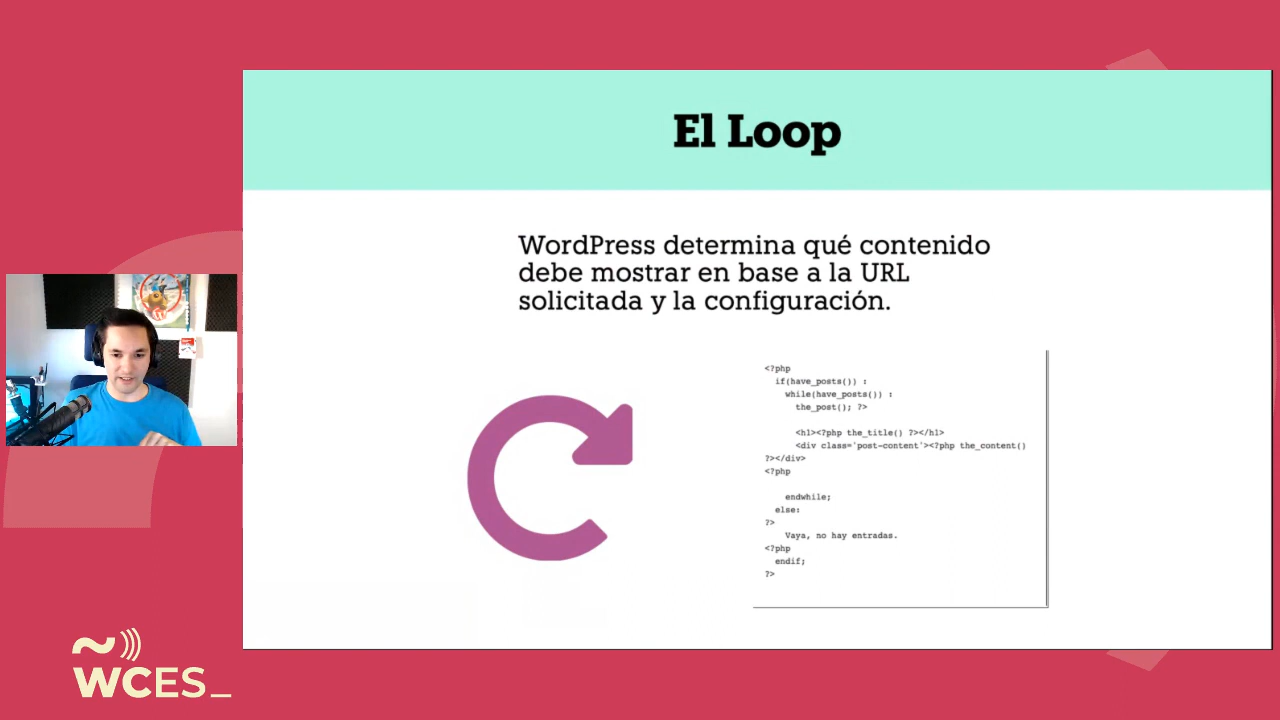 El Loop
WordPress determina qué contenido
debe mostrar en base a la URL
solicitada y la configuración.
<?php
if(have_posts()) :
while(have_posts()) :
the_post(); ?>
<h1><?php the_title() ?></h1>
<div class='post-content'><?php the_content()
?></div>
<?php
endwhile;
else:
?>
Vaya, no hay entradas.
<?php
endif;
?>
~
WCES_